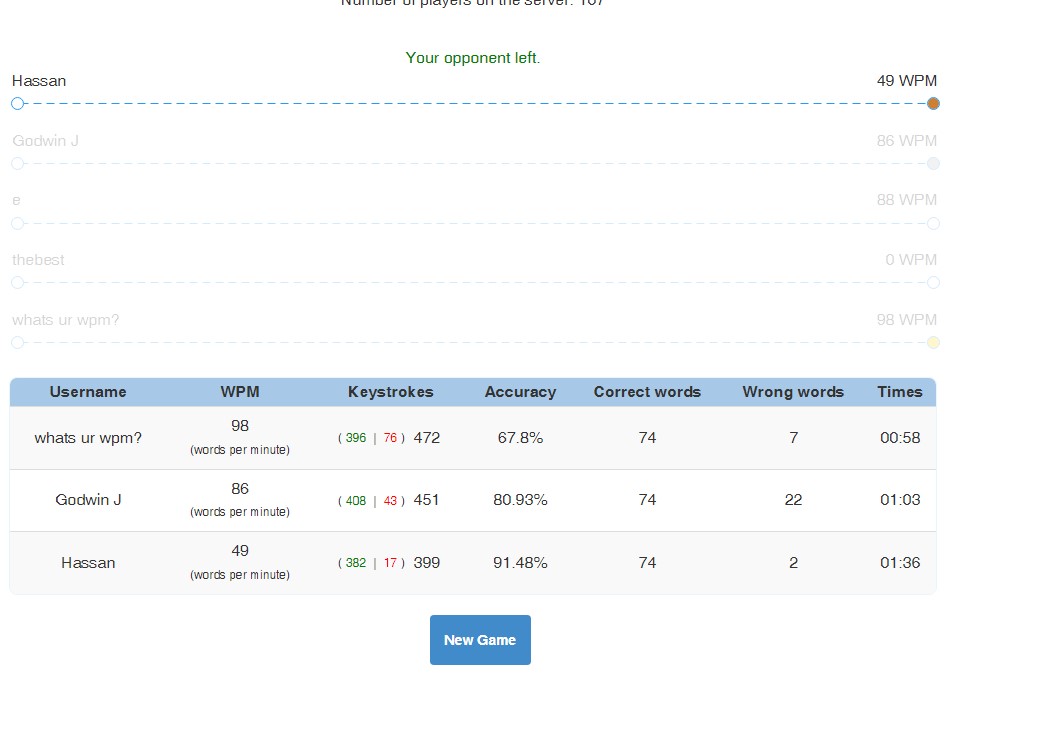 Number of players on the server: 167
Your opponent left.
Hassan 49 WPM
Godwin J 86 WPM
e 88 WPM
thebest 0 WPM
whats ur wpm? 98 WPM
Username WPM Keystrokes Accuracy Correct words Wrong words Times
whats ur wpm? 98 (words per minute) ( 396 | 76 ) 472 67.8% 74 7 00:58
Godwin J 86 (words per minute) ( 408 | 43 ) 451 80.93% 74 22 01:03
Hassan 49 (words per minute) ( 382 | 17 ) 399 91.48% 74 2 01:36
New Game